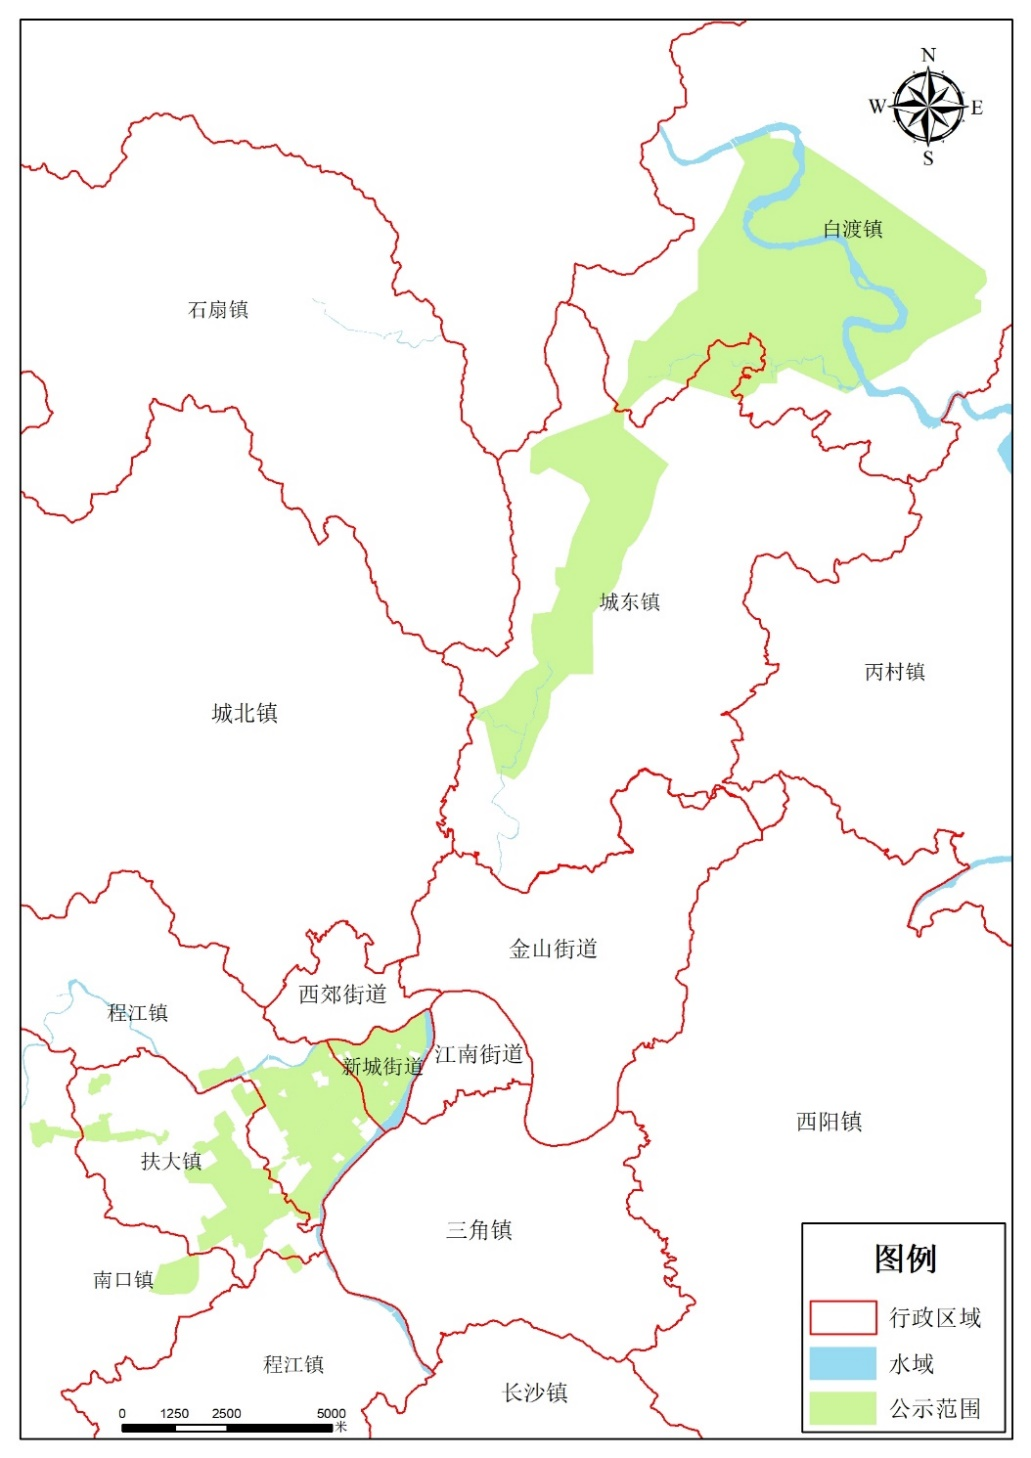 N
W
E
S
白渡镇
石扇镇
城东镇
丙村镇
城北镇
金山街道
西郊街道
程江镇
江南街道
新城街道
西阳镇
扶大镇
三角镇
南口镇
程江镇
长沙镇
图例
行政区域
水域
公示范围
0 1250 2500 5000
米